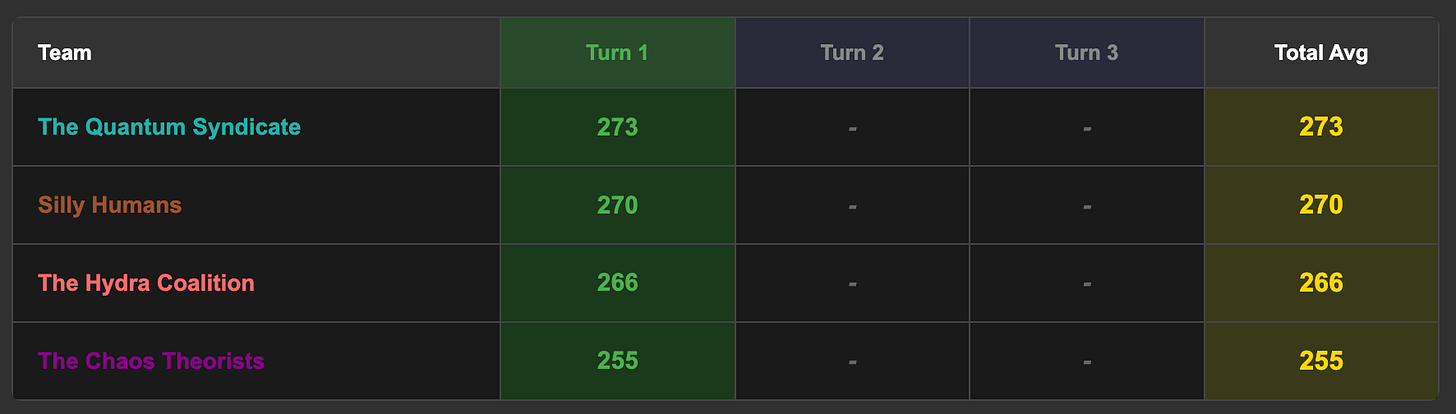 Team Turn 1 Turn 2 Turn 3 Total Avg
The Quantum Syndicate 273 - - 273
Silly Humans 270 - - 270
The Hydra Coalition 266 - - 266
The Chaos Theorists 255 - - 255